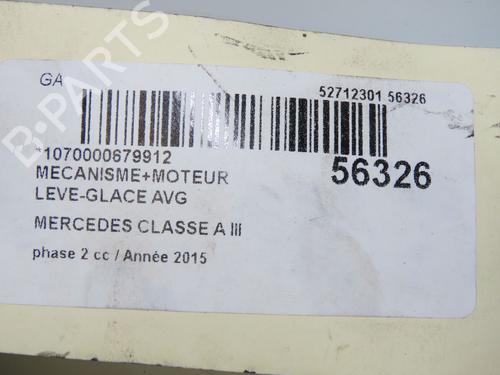 GA
52712301 56326
*1070000679912
56326
MECANISME+MOTEUR
LEVE-GLACE AVG
MERCEDES CLASSE A III
phase 2 cc / Année 2015
B-PARTS